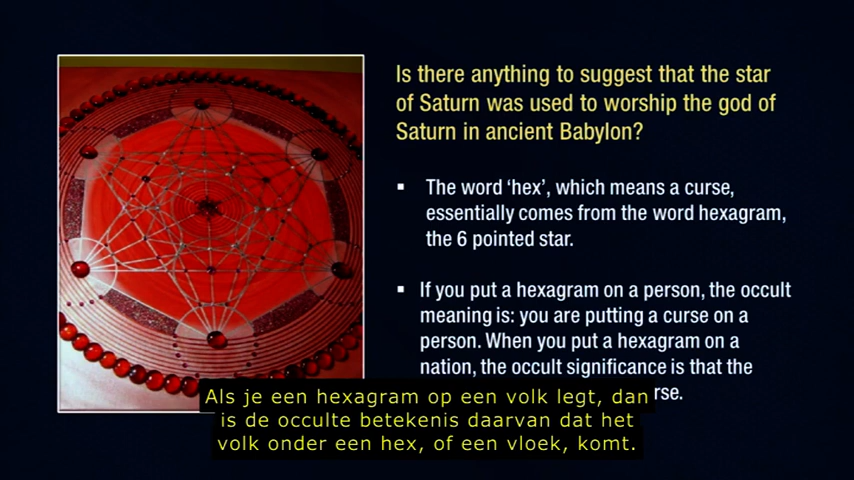 Is there anything to suggest that the star
of Saturn was used to worship the god of
Saturn in ancient Babylon?
▪ The word ‘hex’, which means a curse,
essentially comes from the word hexagram,
the 6 pointed star.
▪ If you put a hexagram on a person, the occult
meaning is: you are putting a curse on a
person. When you put a hexagram on a
nation, the occult significance is that the
rse.
Als je een hexagram op een volk legt, dan
is de occulte betekenis daarvan dat het
volk onder een hex, of een vloek, komt.